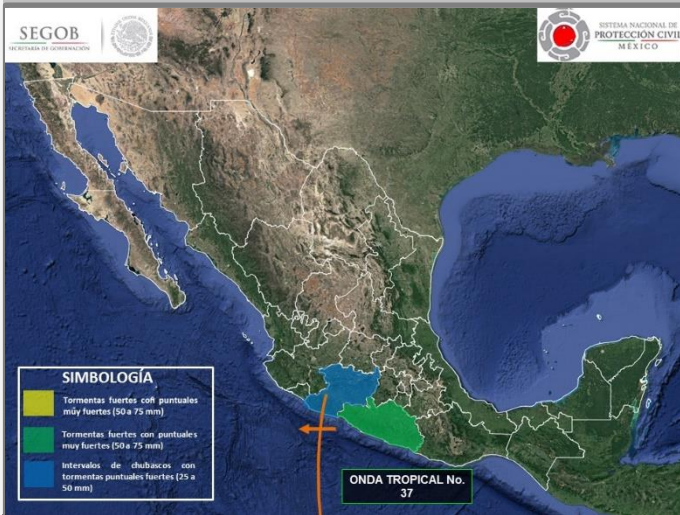 SEGOB
SECRETARÍA DE GOBERNACIÓN
SISTEMA NACIONAL DE
PROTECCIÓN CIVIL
MÉXICO
SIMBOLOGÍA
Tormentas fuertes con puntuales
múy fuertes (50 a 75 mm)
Tormentas fuertes con puntuales
muy fuertes (50 a 75 mm)
Intervalos de chubascos con
tormentas puntuales fuertes (25 a
50 mm)
ONDA TROPICAL No.
37